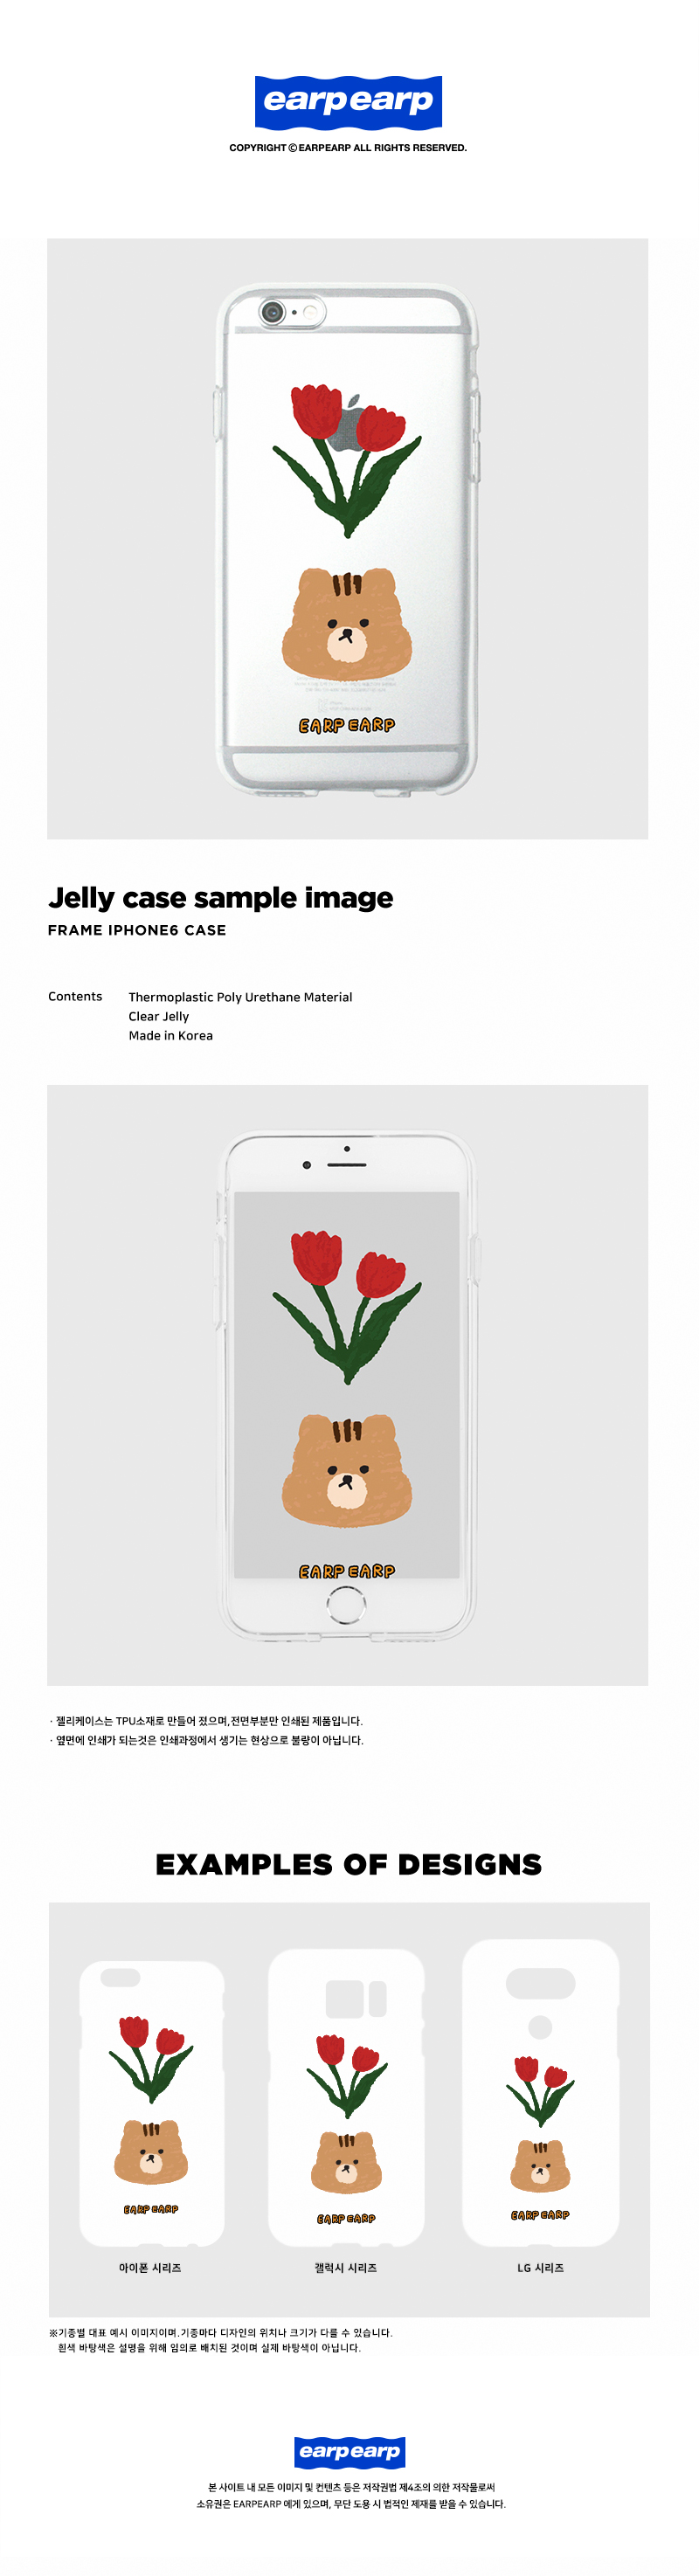 earp earp
COPYRIGHT © EARPEARP ALL RIGHTS RESERVED.
EARP EARP
Jelly case sample image
FRAME IPHONE6 CASE
Contents
Thermoplastic Poly Urethane Material
Clear Jelly
Made in Korea
EARP EARP
· 젤리케이스는 TPU소재로 만들어 졌으며,전면부분만 인쇄된 제품입니다.
· 옆면에 인쇄가 되는것은 인쇄과정에서 생기는 현상으로 불량이 아닙니다.
EXAMPLES OF DESIGNS
EARP EARP
EARP EARP
EARP EARP
아이폰 시리즈
갤럭시 시리즈
LG 시리즈
※기종별 대표 예시 이미지이며.기종마다 디자인의 위치나 크기가 다를 수 있습니다.
흰색 바탕색은 설명을 위해 임의로 배치된 것이며 실제 바탕색이 아닙니다.
earp earp
본 사이트 내 모든 이미지 및 컨텐츠 등은 저작권법 제4조의 의한 저작물로써
소유권은 EARPEARP 에게 있으며, 무단 도용 시 법적인 제재를 받을 수 있습니다.